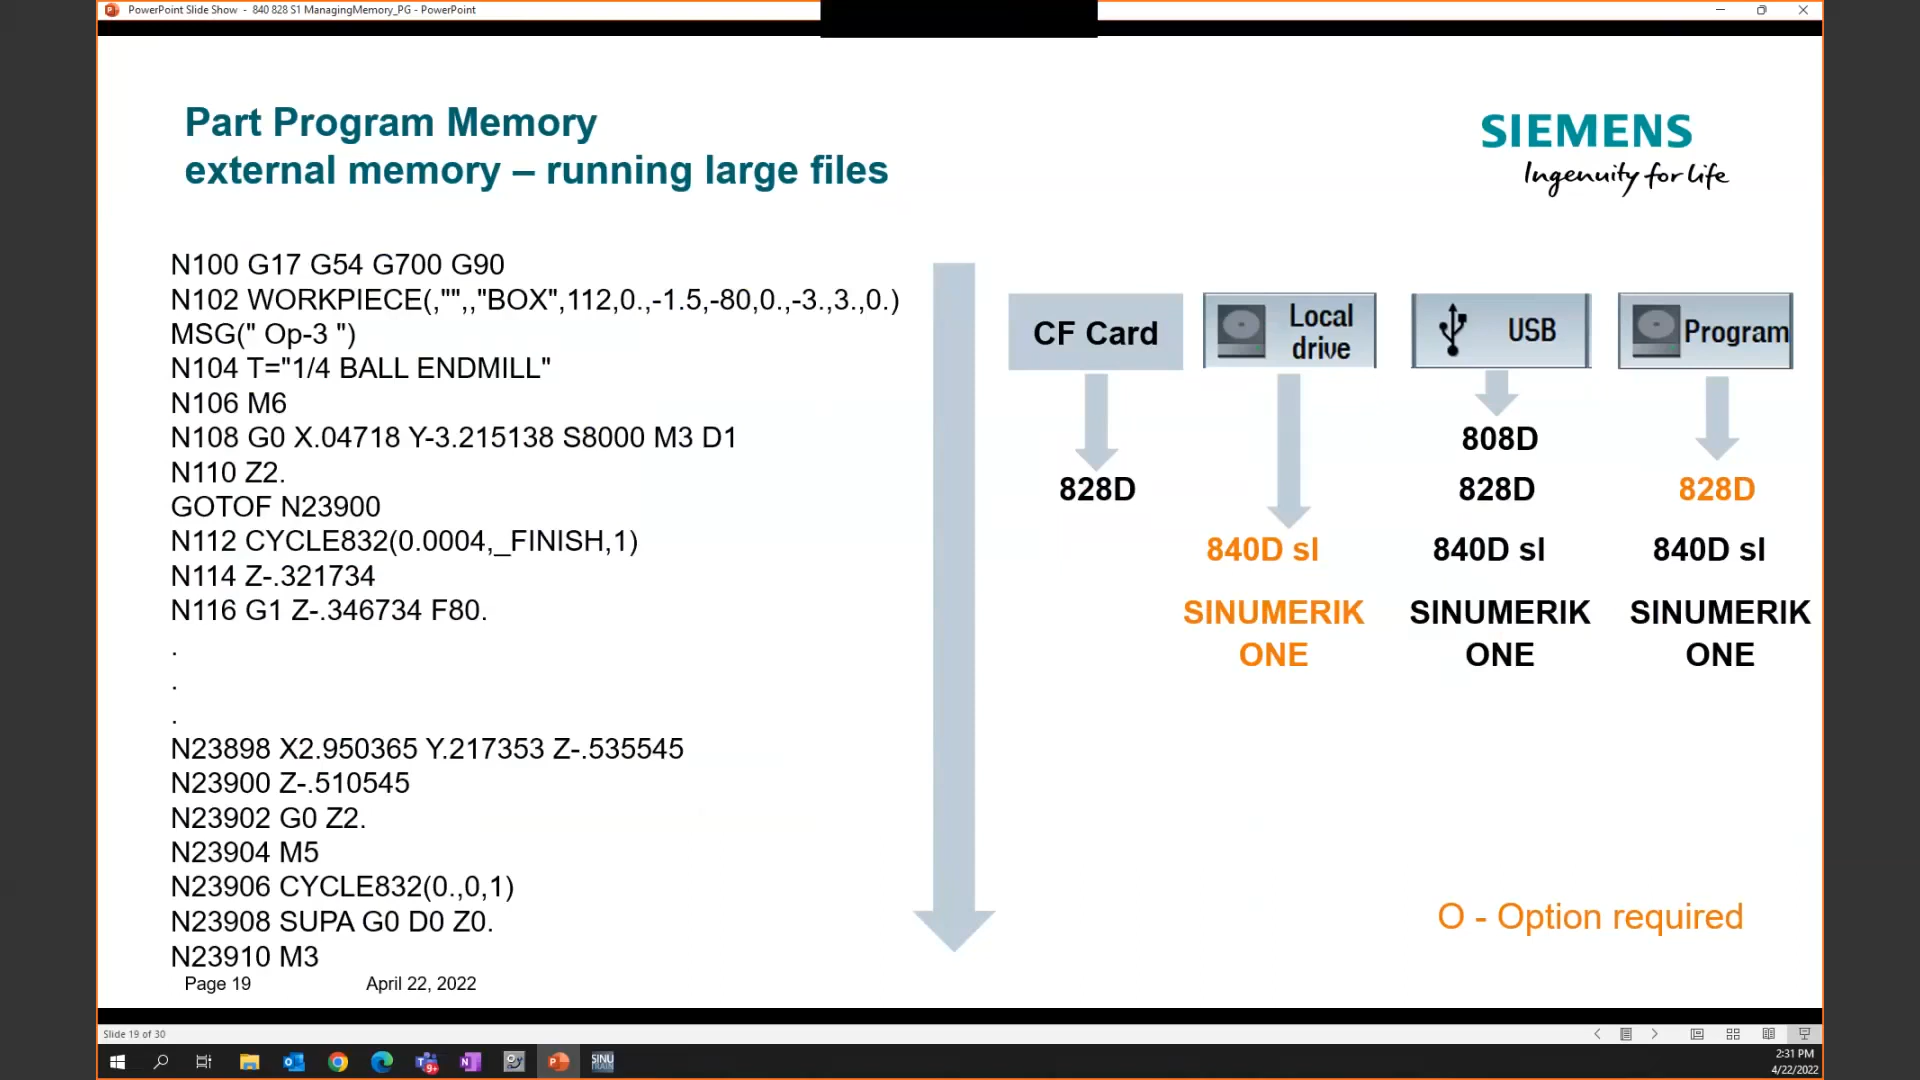 PowerPoint Slide Show - 840 828 S1 ManagingMemory_PG - PowerPoint
Part Program Memory
external memory – running large files
SIEMENS
Ingenuity for life
N100 G17 G54 G700 G90
N102 WORKPIECE(,"",,"BOX",112,0.,-1.5,-80,0.,-3.,3.,0.)
MSG(" Op-3 ")
N104 T="1/4 BALL ENDMILL"
N106 M6
N108 G0 X.04718 Y-3.215138 S8000 M3 D1
N110 Z2.
GOTOF N23900
N112 CYCLE832(0.0004,_FINISH,1)
N114 Z-.321734
N116 G1 Z-.346734 F80.
.
.
.
N23898 X2.950365 Y.217353 Z-.535545
N23900 Z-.510545
N23902 G0 Z2.
N23904 M5
N23906 CYCLE832(0.,0,1)
N23908 SUPA G0 D0 Z0.
N23910 M3
CF Card
828D
Local
drive
840D sl
SINUMERIK
ONE
USB
808D
828D
840D sl
SINUMERIK
ONE
Program
828D
840D sl
SINUMERIK
ONE
O - Option required
Page 19
April 22, 2022
Slide 19 of 30
9+
SINU
TRAIN
2:31 PM
4/22/2022